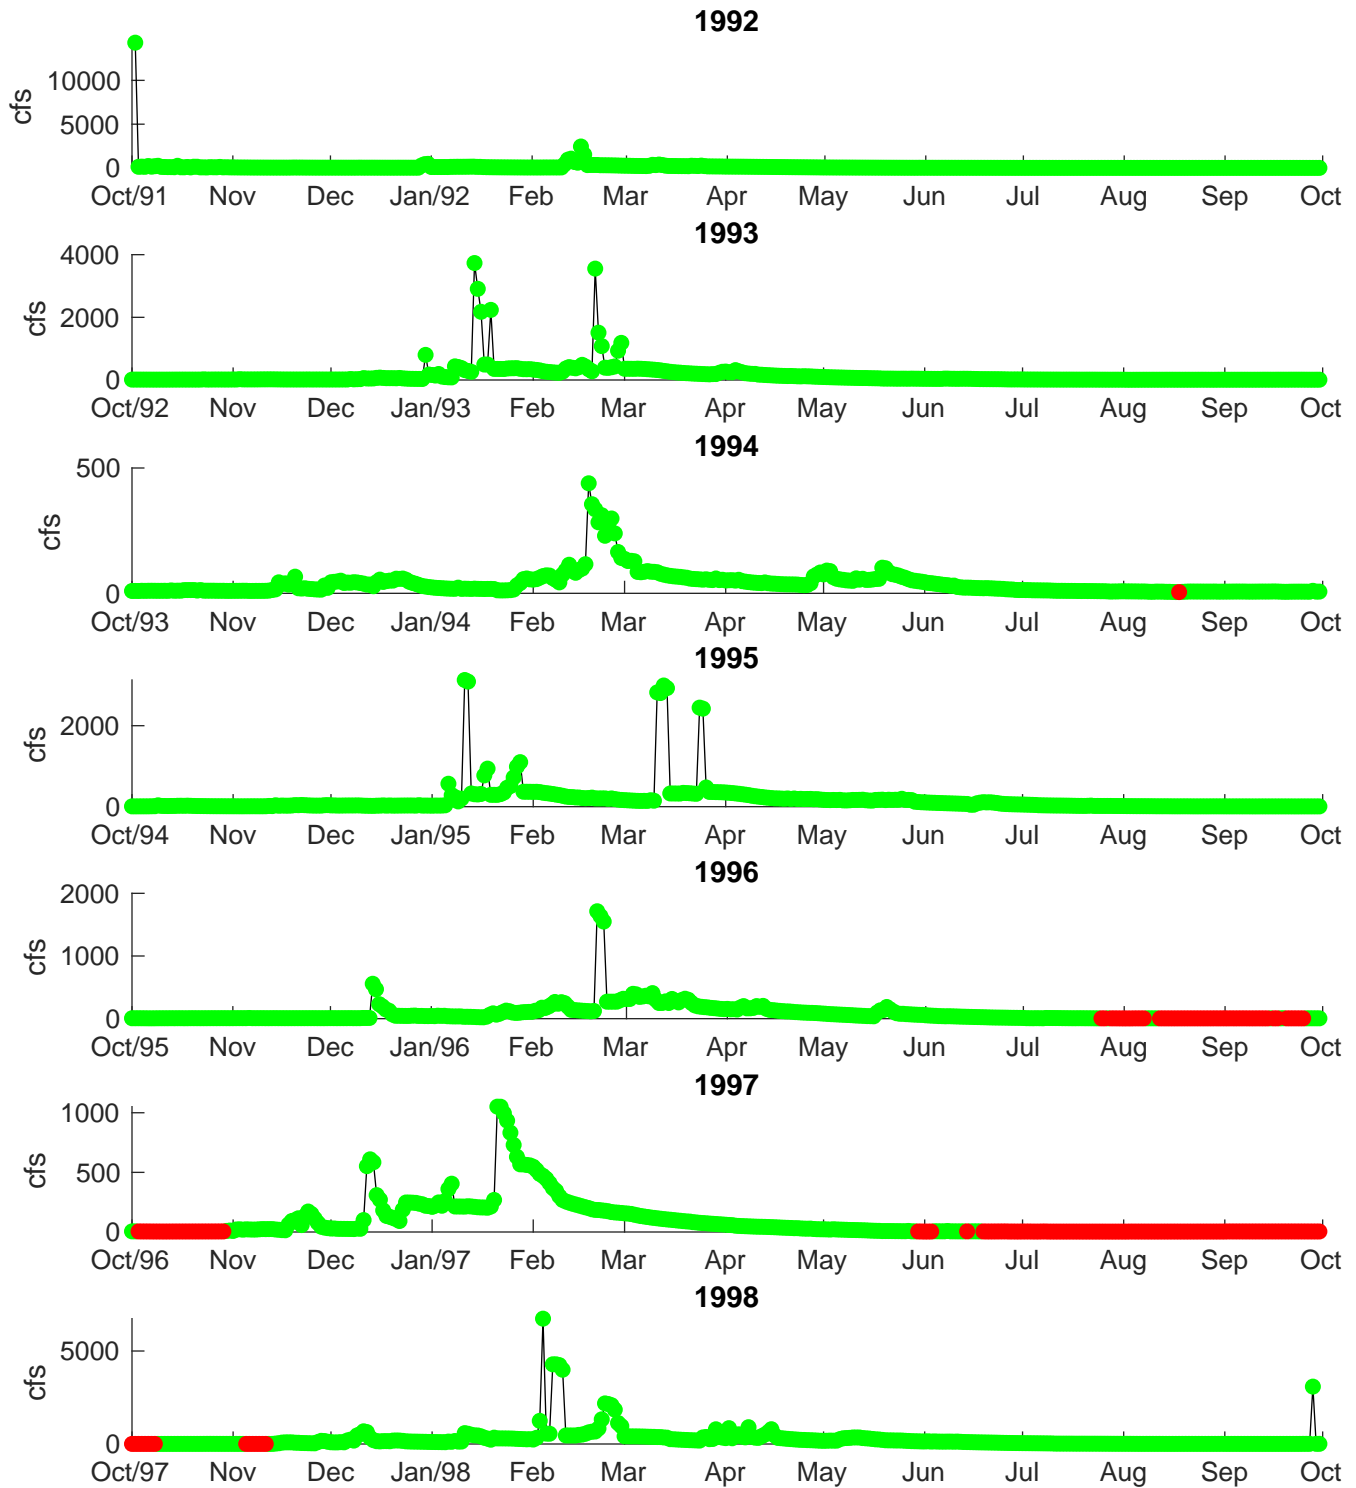 1992
cfs
10000
5000
0
Oct/91 Nov Dec Jan/92 Feb Mar Apr May Jun Jul Aug Sep Oct
1993
cfs
4000
2000
0
Oct/92 Nov Dec Jan/93 Feb Mar Apr May Jun Jul Aug Sep Oct
1994
cfs
500
0
Oct/93 Nov Dec Jan/94 Feb Mar Apr May Jun Jul Aug Sep Oct
1995
cfs
2000
0
Oct/94 Nov Dec Jan/95 Feb Mar Apr May Jun Jul Aug Sep Oct
1996
cfs
2000
1000
0
Oct/95 Nov Dec Jan/96 Feb Mar Apr May Jun Jul Aug Sep Oct
1997
cfs
1000
500
0
Oct/96 Nov Dec Jan/97 Feb Mar Apr May Jun Jul Aug Sep Oct
1998
cfs
5000
0
Oct/97 Nov Dec Jan/98 Feb Mar Apr May Jun Jul Aug Sep Oct